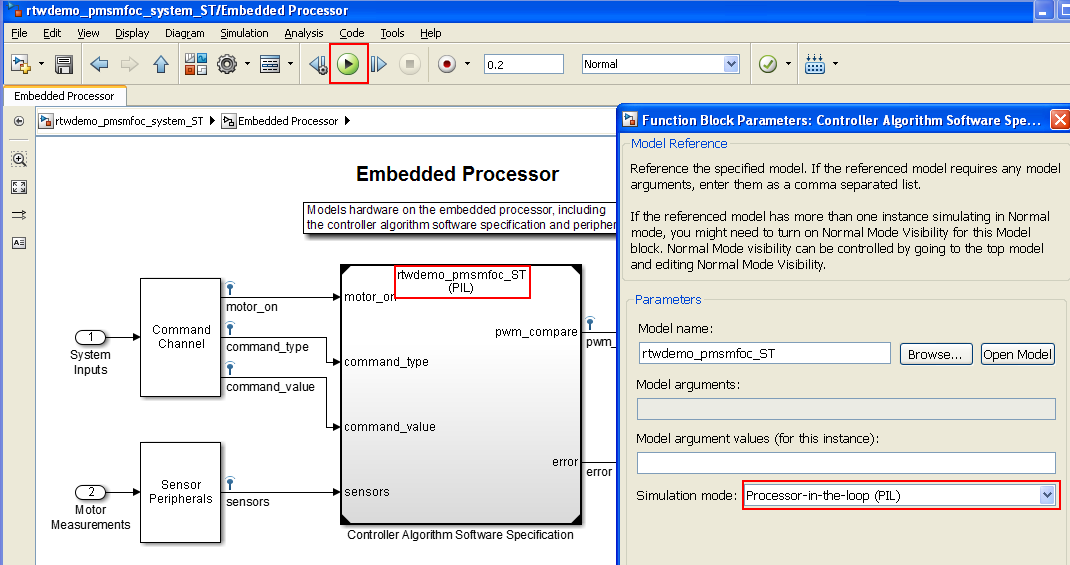 rtwdemo_pmsmfoc_system_ST/Embedded Processor
File Edit View Display Diagram Simulation Analysis Code Tools Help
0.2 Normal
Embedded Processor
rtwdemo_pmsmfoc_system_ST Embedded Processor
Embedded Processor
Models hardware on the embedded processor, including
the controller algorithm software specification and peripher
rtwdemo_pmsmfoc_ST
(PIL)
motor_on
motor_on
pwm_compare
pwm_
1
Command
Channel
System
Inputs
command_type
command_type
command_value
command_value
error
error
2
Sensor
Peripherals
Motor
Measurements
sensors
sensors
Controller Algorithm Software Specification
Function Block Parameters: Controller Algorithm Software Spe...
Model Reference
Reference the specified model. If the referenced model requires any model
arguments, enter them as a comma separated list.
If the referenced model has more than one instance simulating in Normal
mode, you might need to turn on Normal Mode Visibility for this Model
block. Normal Mode visibility can be controlled by going to the top model
and editing Normal Mode Visibility.
Parameters
Model name:
rtwdemo_pmsmfoc_ST Browse... Open Model
Model arguments:
Model argument values (for this instance):
Simulation mode: Processor-in-the-loop (PIL)